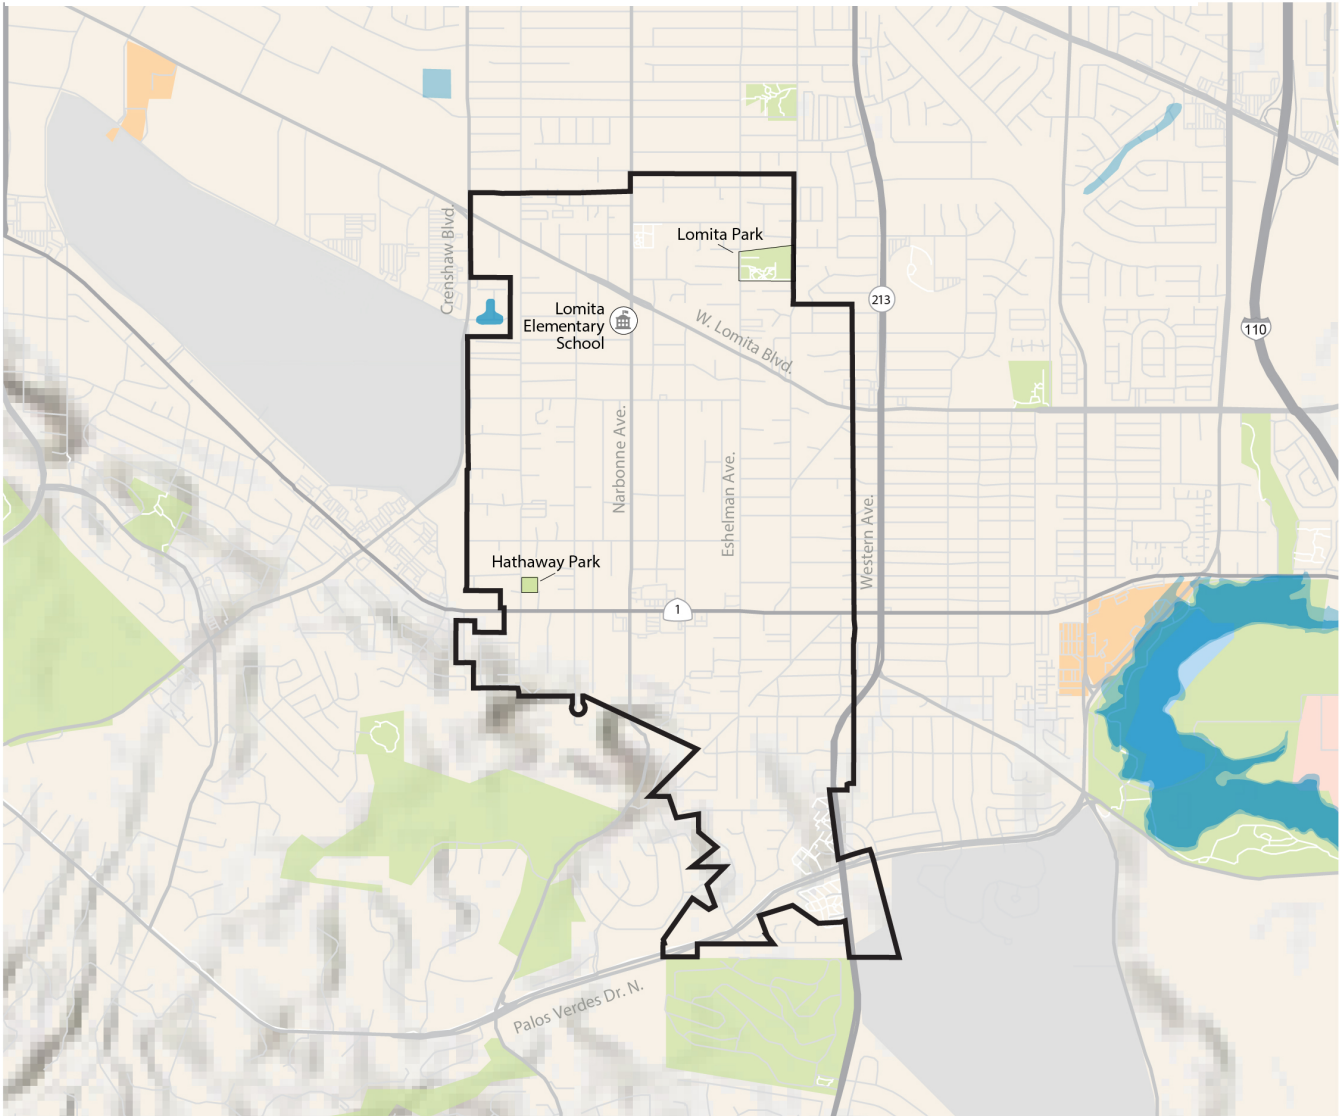 Lomita Park
Crenshaw Blvd.
213
Lomita
Elementary
School
W. Lomita Blvd.
110
Narbonne Ave.
Eshelman Ave.
Western Ave.
Hathaway Park
1
Palos Verdes Dr. N.